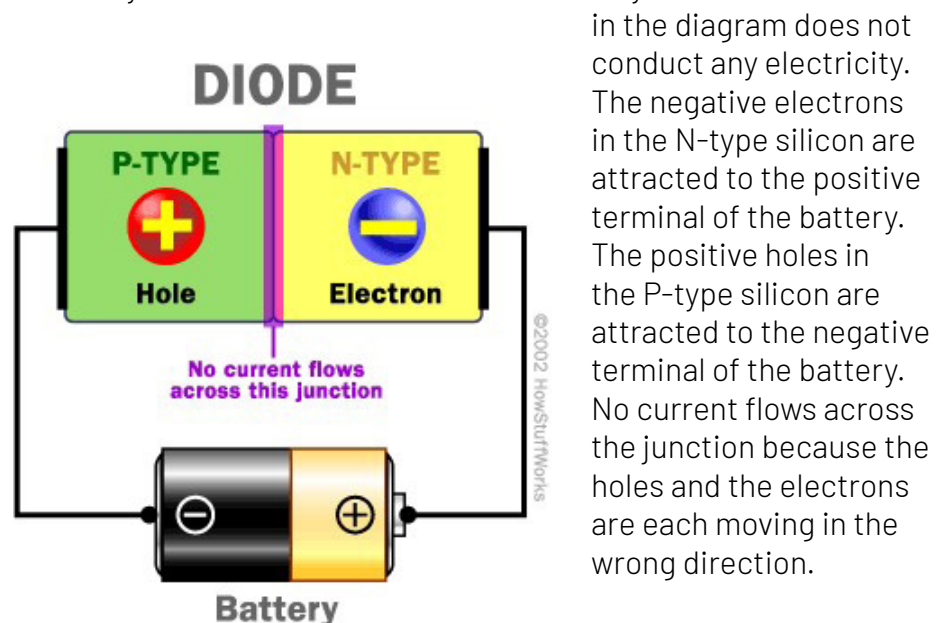 in the diagram does not
conduct any electricity.
The negative electrons
in the N-type silicon are
attracted to the positive
terminal of the battery.
The positive holes in
the P-type silicon are
attracted to the negative
terminal of the battery.
No current flows across
the junction because the
holes and the electrons
are each moving in the
wrong direction.
DIODE
P-TYPE
N-TYPE
+
−
Hole
Electron
No current flows
across this junction
©2002 HowStuffWorks
−
+
Battery